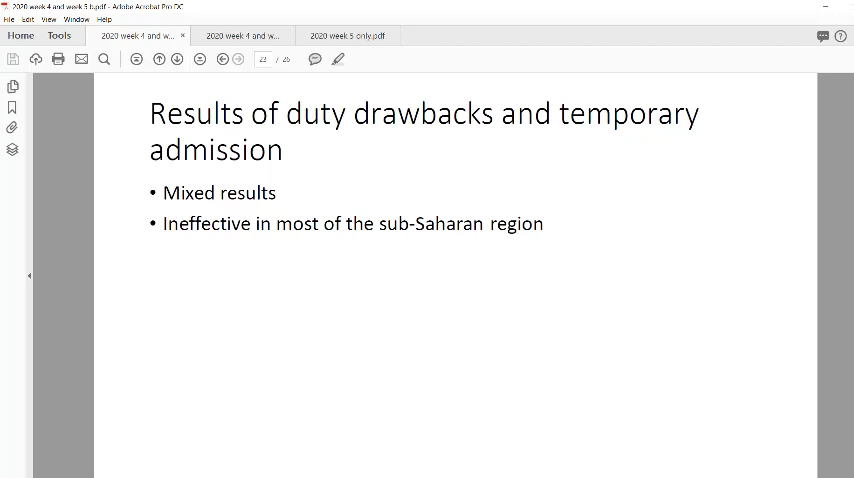 2020 week 4 and week 5 b.pdf - Adobe Acrobat Pro DC
File Edit View Window Help
Home Tools 2020 week 4 and w... × 2020 week 4 and w... 2020 week 5 only.pdf
23 / 26
Results of duty drawbacks and temporary
admission
• Mixed results
• Ineffective in most of the sub-Saharan region